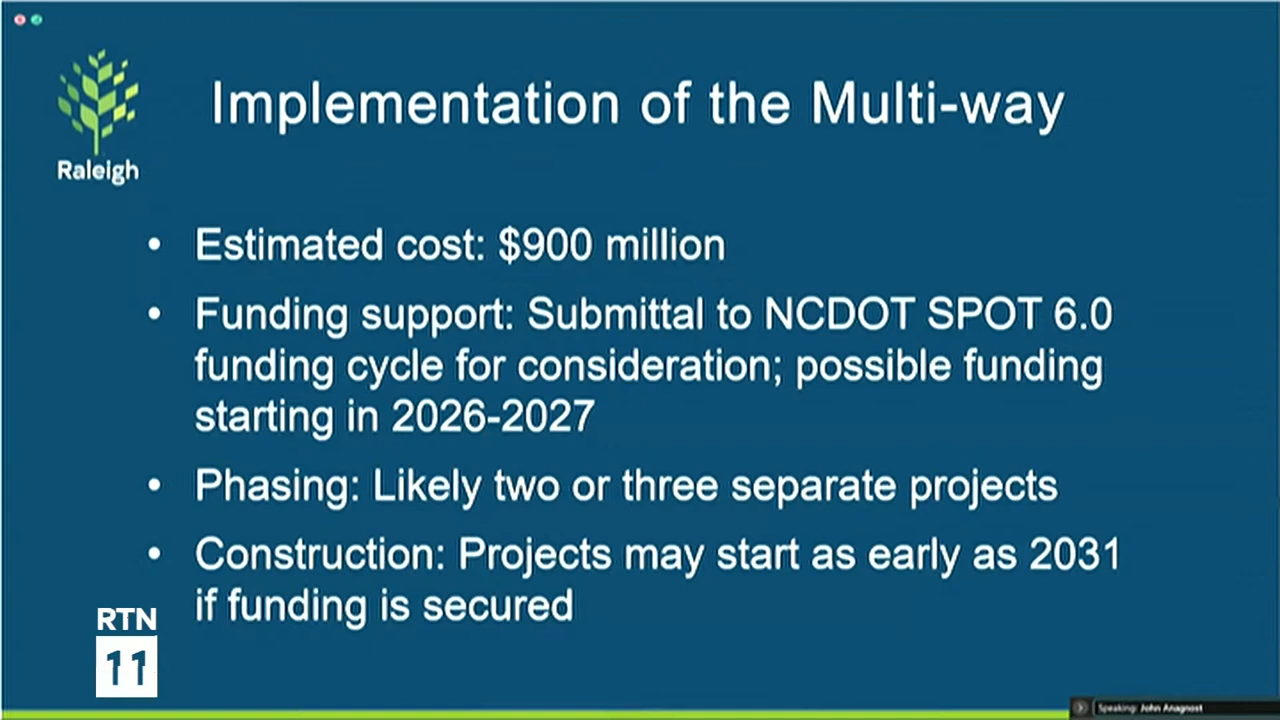 Raleigh
Implementation of the Multi-way
• Estimated cost: $900 million
• Funding support: Submittal to NCDOT SPOT 6.0
funding cycle for consideration; possible funding
starting in 2026-2027
• Phasing: Likely two or three separate projects
• Construction: Projects may start as early as 2031
if funding is secured
RTN
11
Speaking: John Anagnost